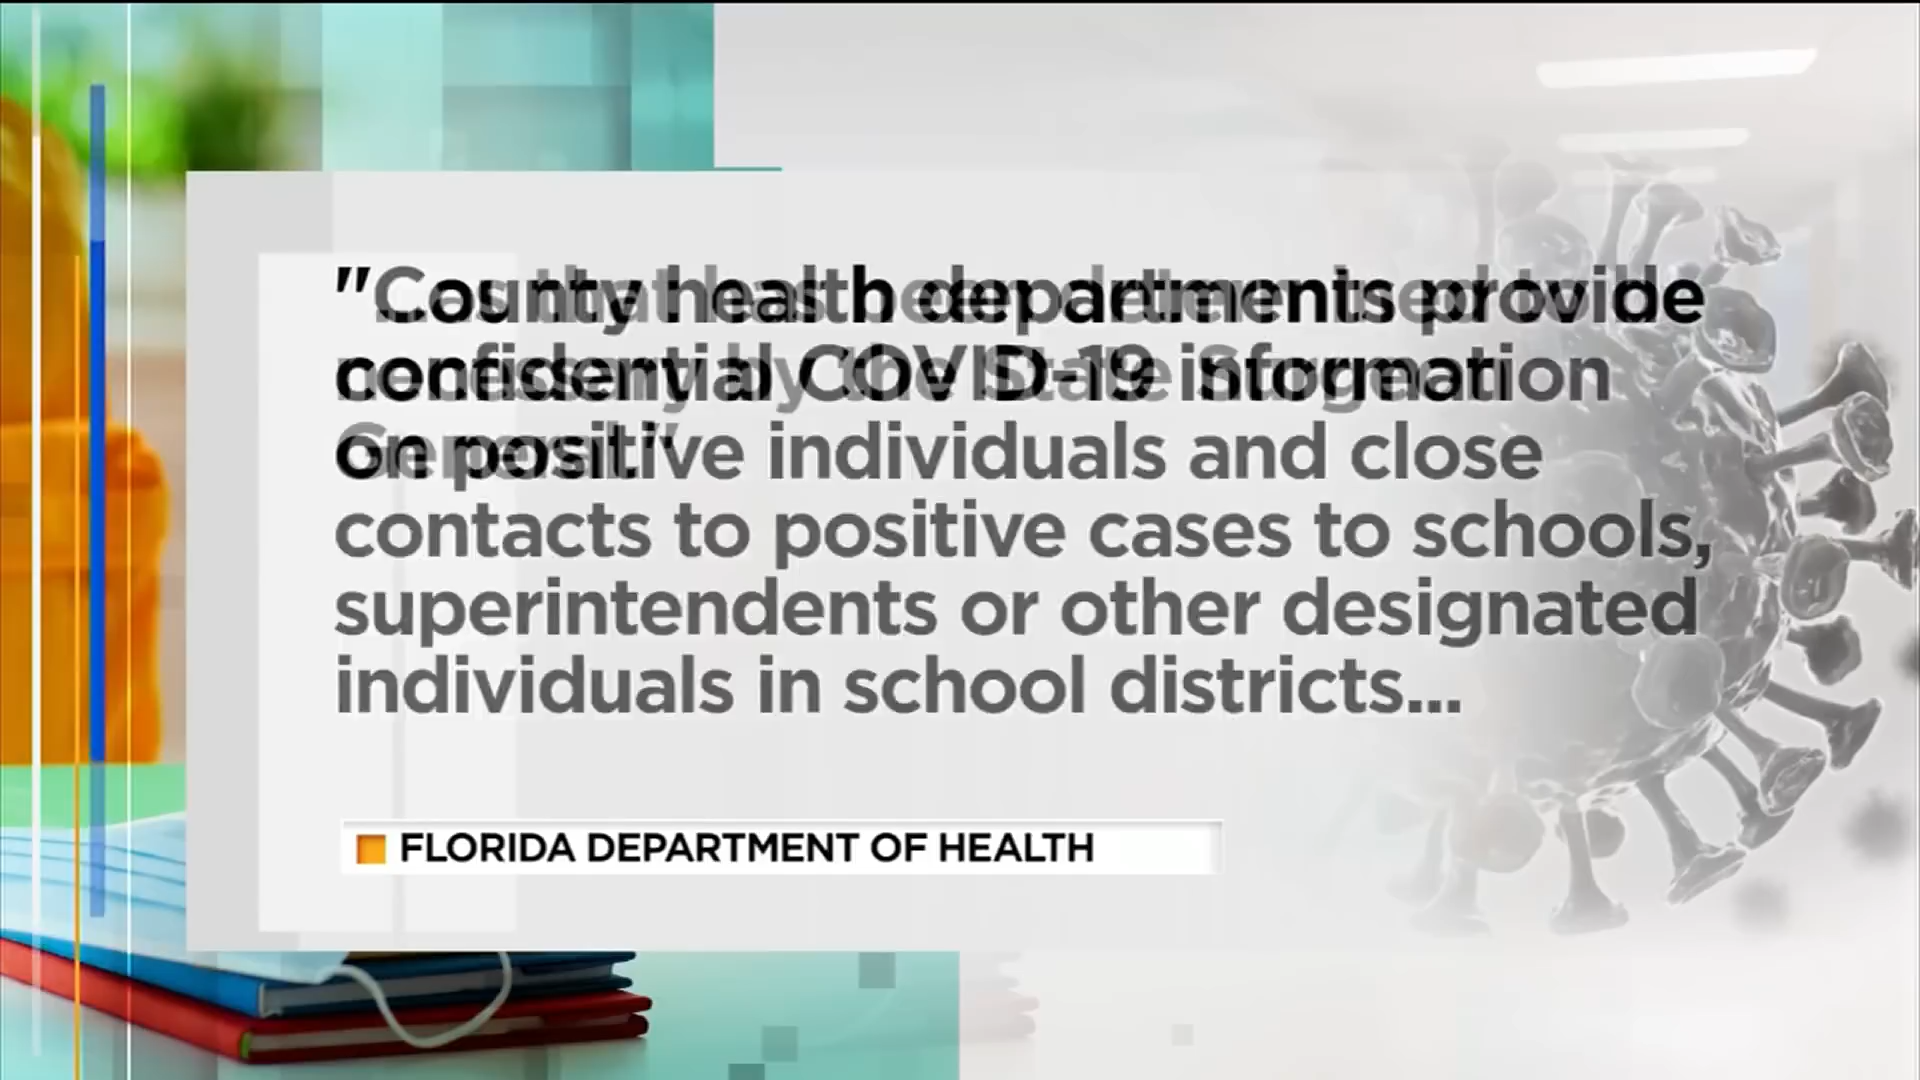 "County health departments provide
confidential COVID-19 information
on positive individuals and close
contacts to positive cases to schools,
superintendents or other designated
individuals in school districts...
FLORIDA DEPARTMENT OF HEALTH